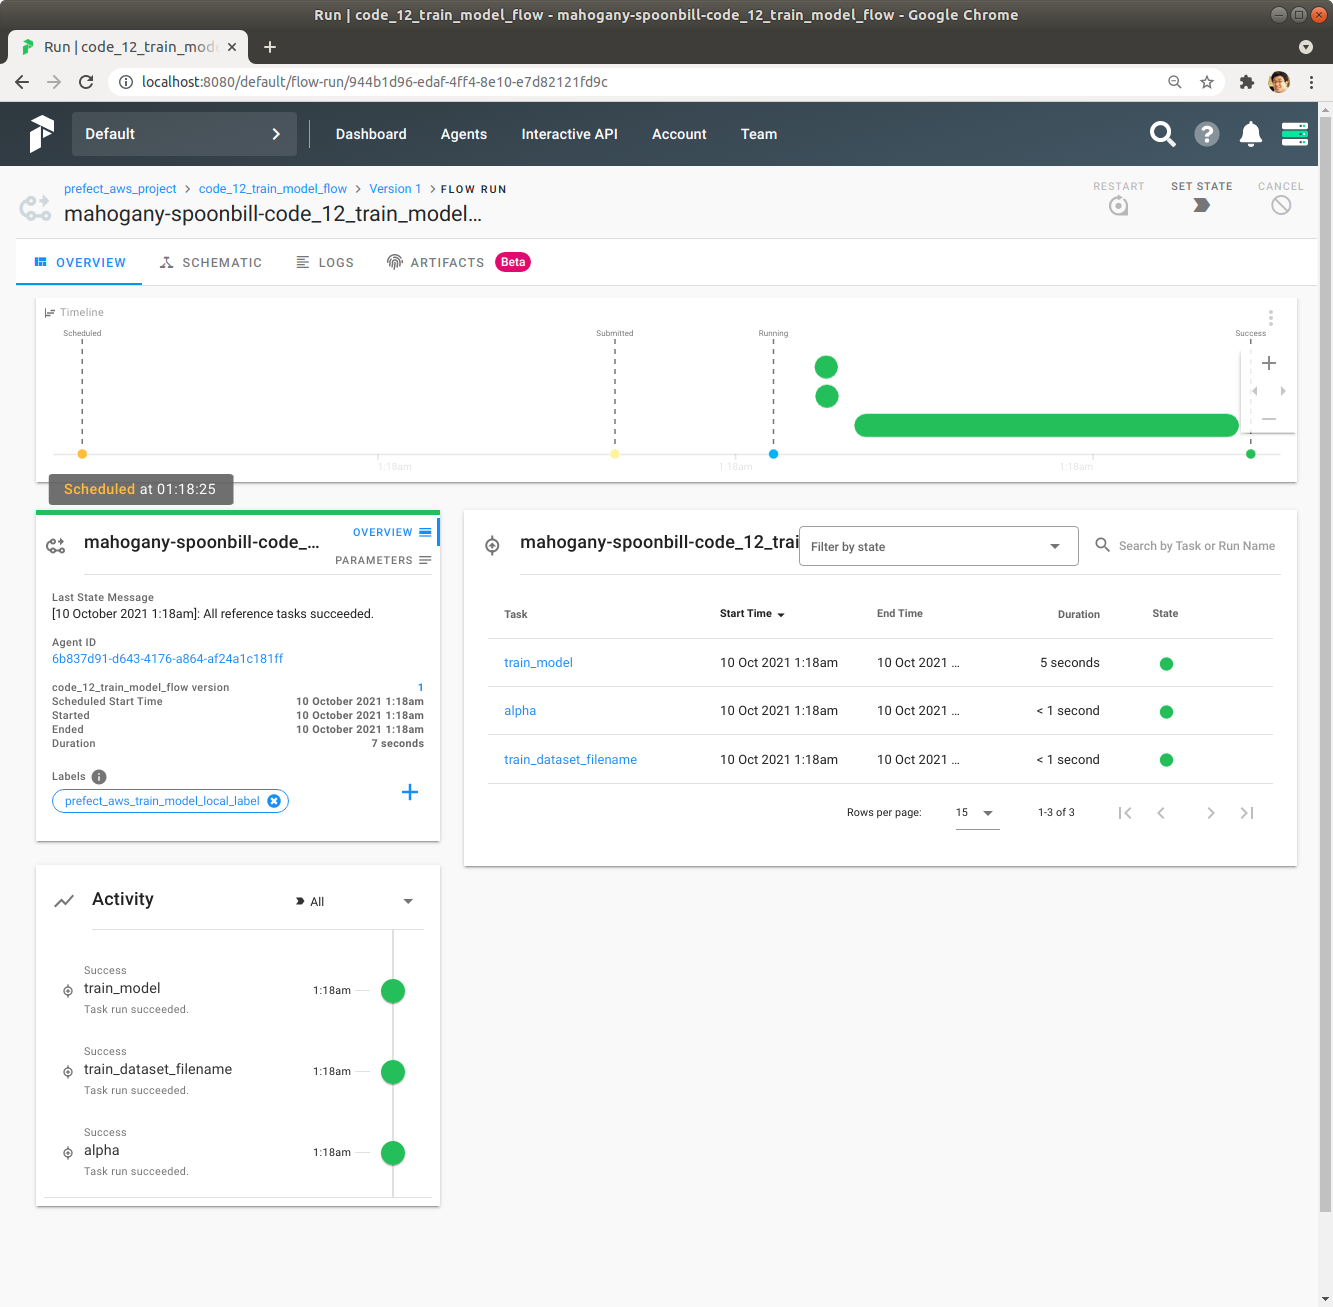 Run | code_12_train_model_flow - mahogany-spoonbill-code_12_train_model_flow - Google Chrome
Run | code_12_train_mod
localhost:8080/default/flow-run/944b1d96-edaf-4ff4-8e10-e7d82121fd9c
Default
Dashboard
Agents
Interactive API
Account
Team
prefect_aws_project > code_12_train_model_flow > Version 1 > FLOW RUN
mahogany-spoonbill-code_12_train_model...
RESTART
SET STATE
CANCEL
OVERVIEW
SCHEMATIC
LOGS
ARTIFACTS
Beta
Timeline
Scheduled
Submitted
Running
Success
1:18am
1:18am
1:18am
Scheduled at 01:18:25
mahogany-spoonbill-code_...
OVERVIEW
PARAMETERS
Last State Message
[10 October 2021 1:18am]: All reference tasks succeeded.
Agent ID
6b837d91-d643-4176-a864-af24a1c181ff
code_12_train_model_flow version 1
Scheduled Start Time 10 October 2021 1:18am
Started 10 October 2021 1:18am
Ended 10 October 2021 1:18am
Duration 7 seconds
Labels
prefect_aws_train_model_local_label
mahogany-spoonbill-code_12_trai
Filter by state
Search by Task or Run Name
Task Start Time End Time Duration State
train_model 10 Oct 2021 1:18am 10 Oct 2021 ... 5 seconds
alpha 10 Oct 2021 1:18am 10 Oct 2021 ... < 1 second
train_dataset_filename 10 Oct 2021 1:18am 10 Oct 2021 ... < 1 second
Rows per page: 15 1-3 of 3
Activity
All
Success
train_model 1:18am
Task run succeeded.
Success
train_dataset_filename 1:18am
Task run succeeded.
Success
alpha 1:18am
Task run succeeded.